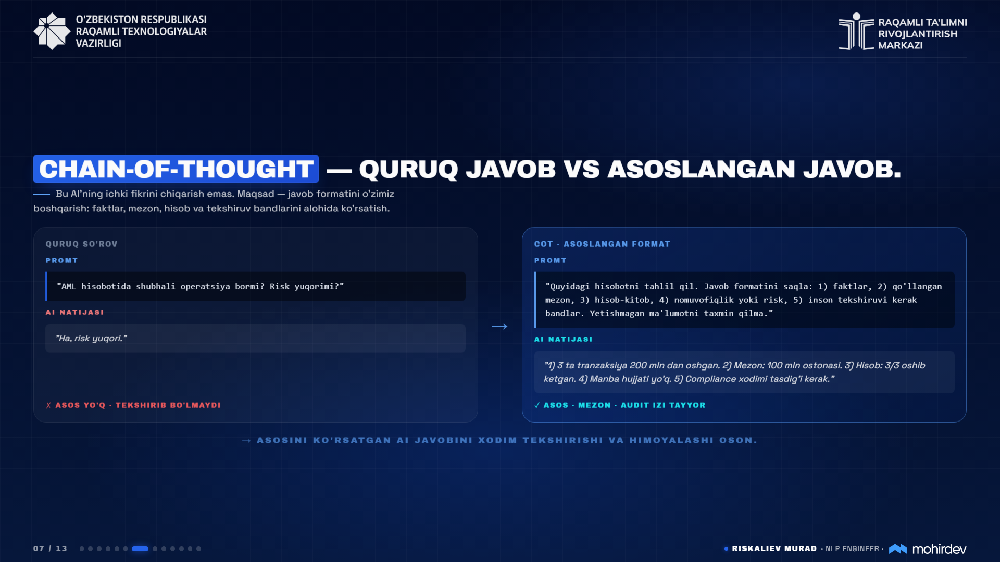 O'ZBEKISTON RESPUBLIKASI
RAQAMLI TEXNOLOGIYALAR
VAZIRLIGI
RAQAMLI TA'LIMNI
RIVOJLANTIRISH
MARKAZI
CHAIN-OF-THOUGHT — QURUQ JAVOB VS ASOSLANGAN JAVOB.
Bu AI'ning ichki fikrini chiqarish emas. Maqsad — javob formatini o'zimiz
boshqarish: faktlar, mezon, hisob va tekshiruv bandlarini alohida ko'rsatish.
QURUQ SO'ROV
PROMT
"AML hisobotida shubhali operatsiya bormi? Risk yuqorimi?"
AI NATIJASI
"Ha, risk yuqori."
✗ ASOS YO'Q · TEKSHIRIB BO'LMAYDI
→
COT · ASOSLANGAN FORMAT
PROMT
"Quyidagi hisobotni tahlil qil. Javob formatini saqla: 1) faktlar, 2) qo'llangan
mezon, 3) hisob-kitob, 4) nomuvofiqlik yoki risk, 5) inson tekshiruvi kerak
bandlar. Yetishmagan ma'lumotni taxmin qilma."
AI NATIJASI
"1) 3 ta tranzaksiya 200 mln dan oshgan. 2) Mezon: 100 mln ostonasi. 3) Hisob: 3/3 oshib
ketgan. 4) Manba hujjati yo'q. 5) Compliance xodimi tasdig'i kerak."
✓ ASOS · MEZON · AUDIT IZI TAYYOR
→ ASOSINI KO'RSATGAN AI JAVOBINI XODIM TEKSHIRISHI VA HIMOYALASHI OSON.
07 / 13
RISKALIEV MURAD · NLP ENGINEER · mohirdev